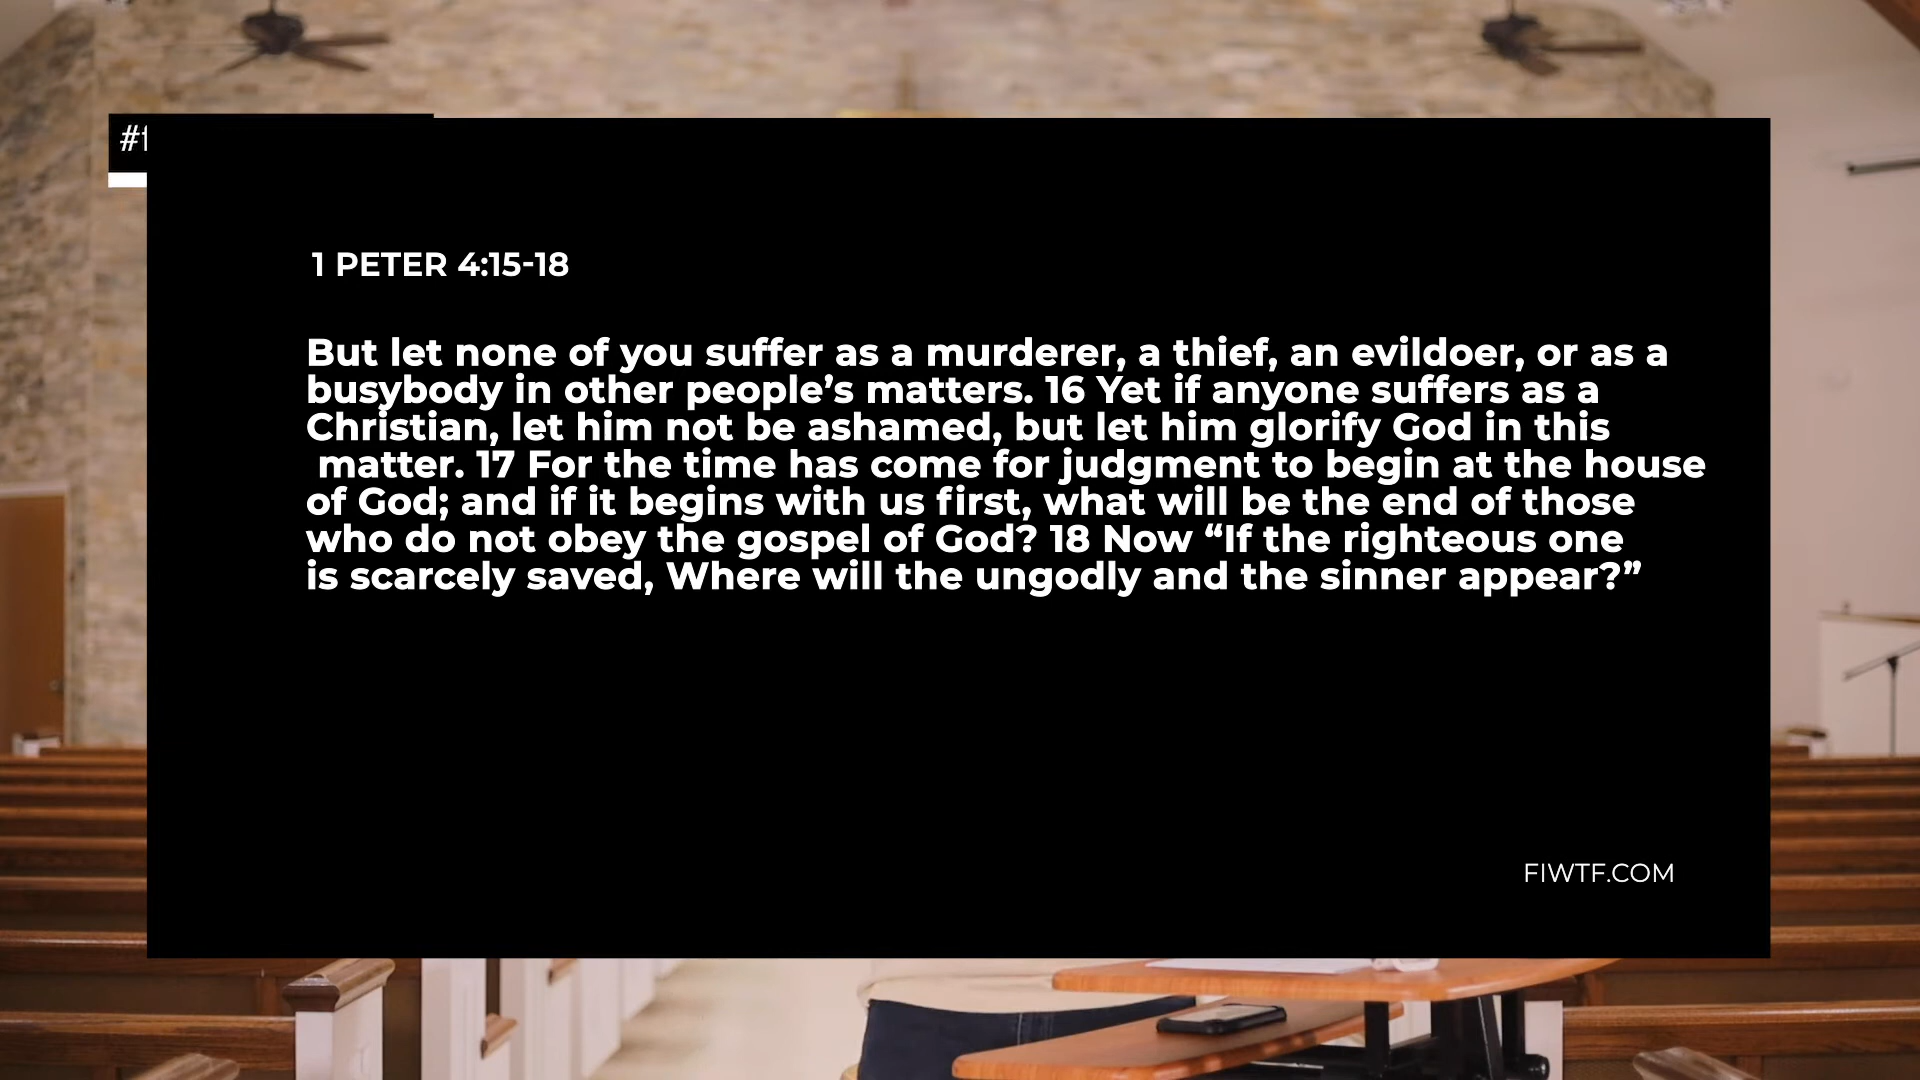 1 PETER 4:15-18
But let none of you suffer as a murderer, a thief, an evildoer, or as a
busybody in other people’s matters. 16 Yet if anyone suffers as a
Christian, let him not be ashamed, but let him glorify God in this
matter. 17 For the time has come for judgment to begin at the house
of God; and if it begins with us first, what will be the end of those
who do not obey the gospel of God? 18 Now “If the righteous one
is scarcely saved, Where will the ungodly and the sinner appear?”
FIWTF.COM